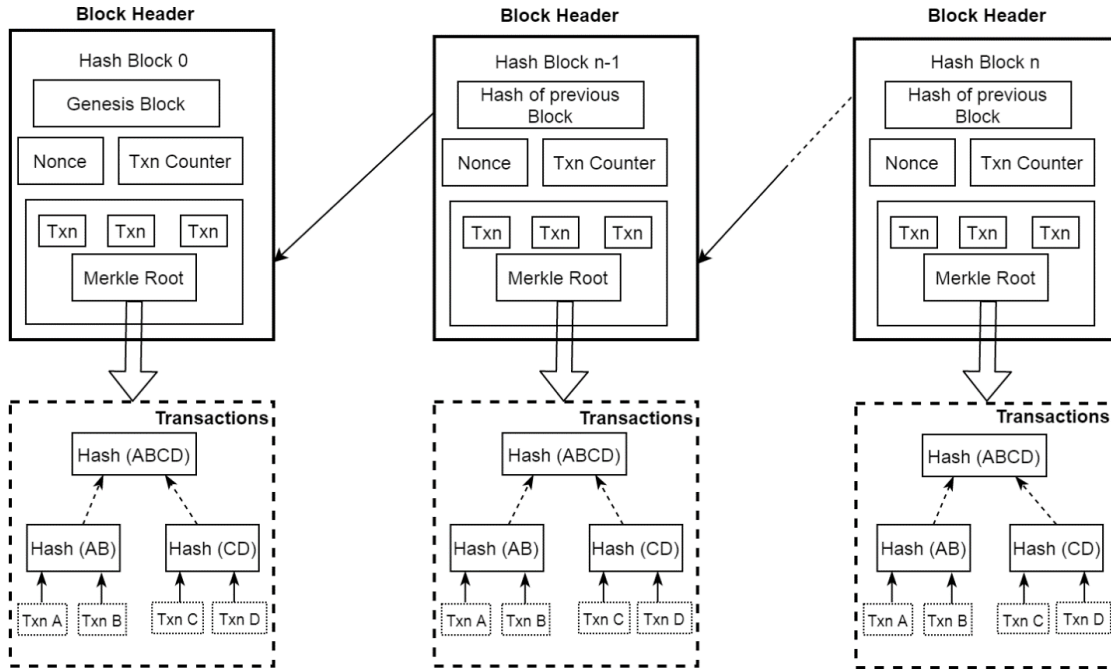 Block Header
Hash Block 0
Genesis Block
Nonce
Txn Counter
Txn
Txn
Txn
Merkle Root
Transactions
Hash (ABCD)
Hash (AB)
Hash (CD)
Txn A
Txn B
Txn C
Txn D
Block Header
Hash Block n-1
Hash of previous
Block
Nonce
Txn Counter
Txn
Txn
Txn
Merkle Root
Transactions
Hash (ABCD)
Hash (AB)
Hash (CD)
Txn A
Txn B
Txn C
Txn D
Block Header
Hash Block n
Hash of previous
Block
Nonce
Txn Counter
Txn
Txn
Txn
Merkle Root
Transactions
Hash (ABCD)
Hash (AB)
Hash (CD)
Txn A
Txn B
Txn C
Txn D